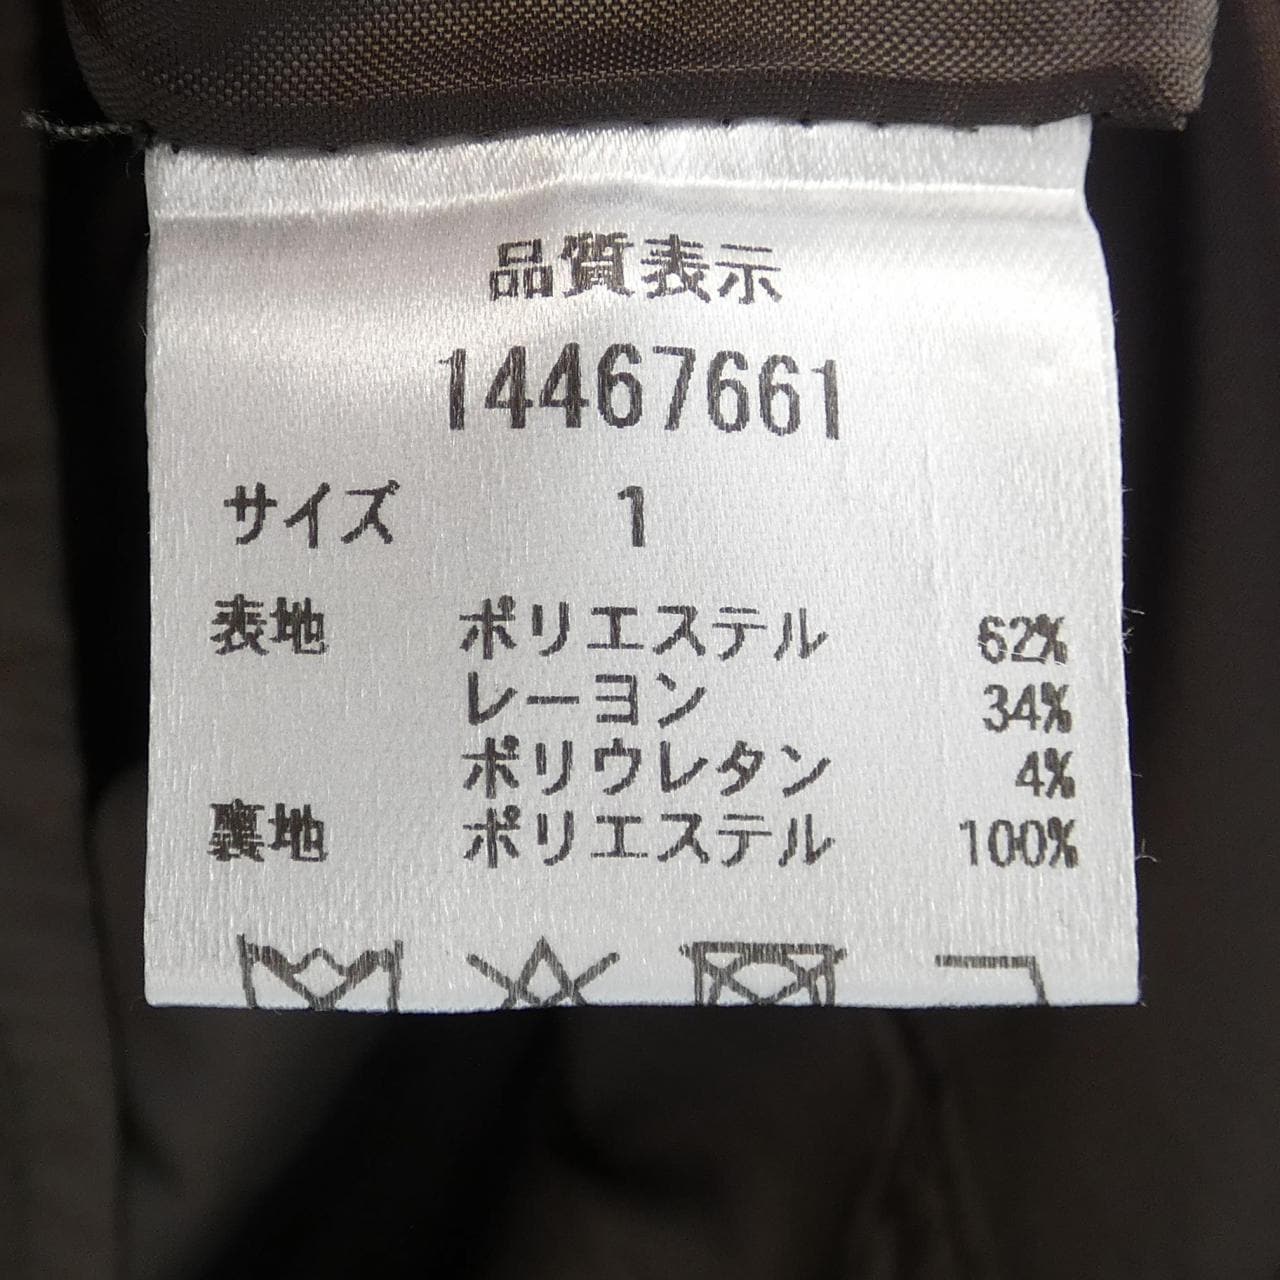 品質表示
14467661
サイズ 1
表地 ポリエステル 62%
レーヨン 34%
ポリウレタン 4%
裏地 ポリエステル 100%